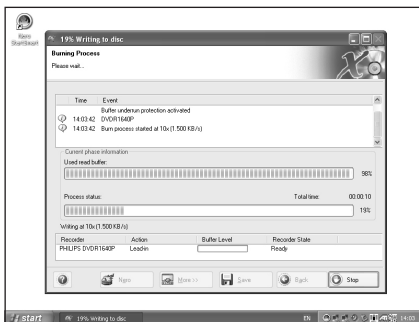 Nero
StartSmart
19% Writing to disc
Burning Process
Please wait...
Time Event
Buffer underrun protection activated
14:03:42 DVDR1640P
14:03:42 Burn process started at 10x (1.500 KB/s)
Current phase information
Used read buffer:
98%
Process status: Total time: 00:00:10
19%
Writing at 10x (1.500 KB/s)
Recorder Action Buffer Level Recorder State
PHILIPS DVDR1640P Lead-in Ready
Nero More >> Save Back Stop
start 19% Writing to disc EN 14:03